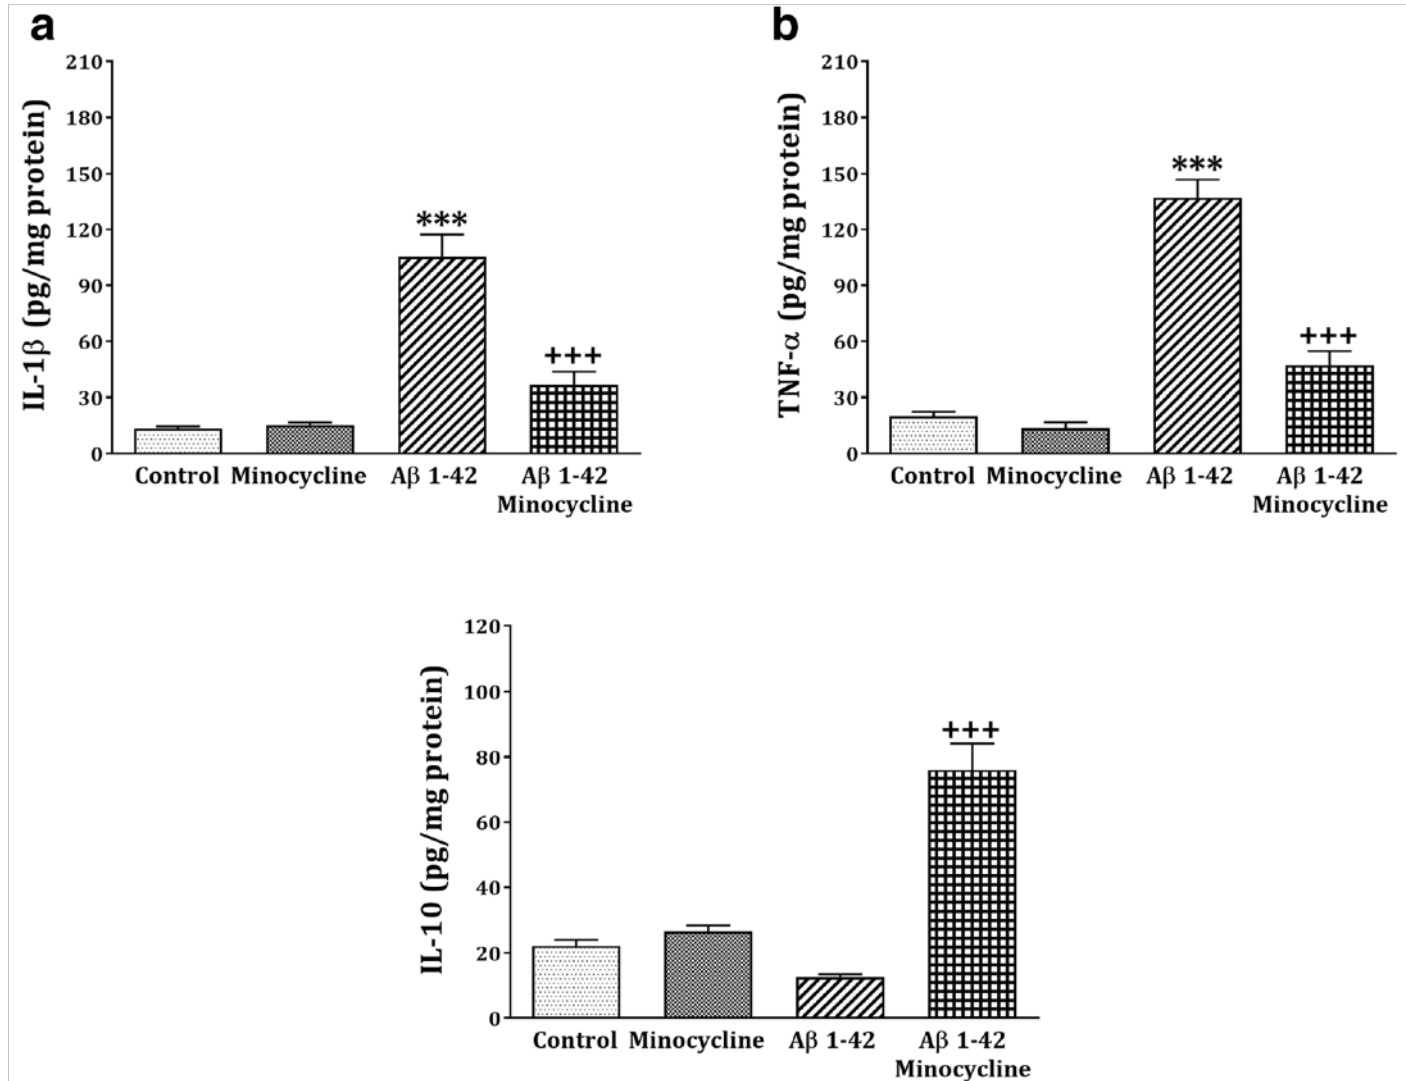 a
210
180
150
120
90
60
30
0
IL-1β (pg/mg protein)
***
+++
Control Minocycline Aβ 1-42 Aβ 1-42
Minocycline
b
210
180
150
120
90
60
30
0
TNF-α (pg/mg protein)
***
+++
Control Minocycline Aβ 1-42 Aβ 1-42
Minocycline
120
100
80
60
40
20
0
IL-10 (pg/mg protein)
+++
Control Minocycline Aβ 1-42 Aβ 1-42
Minocycline